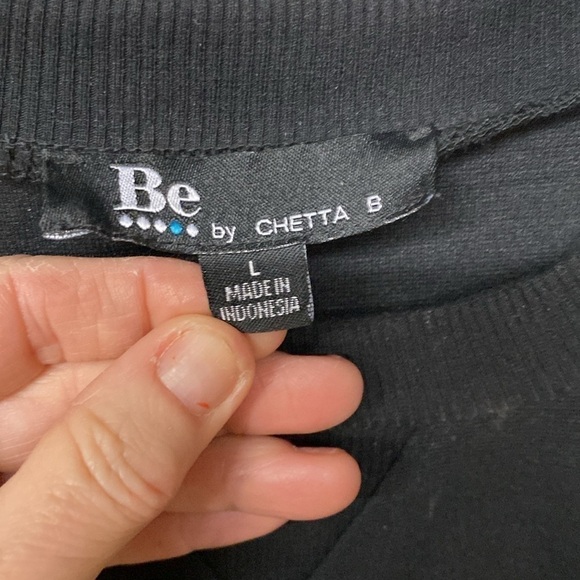 Be
by CHETTA B
L
MADE IN
INDONESIA